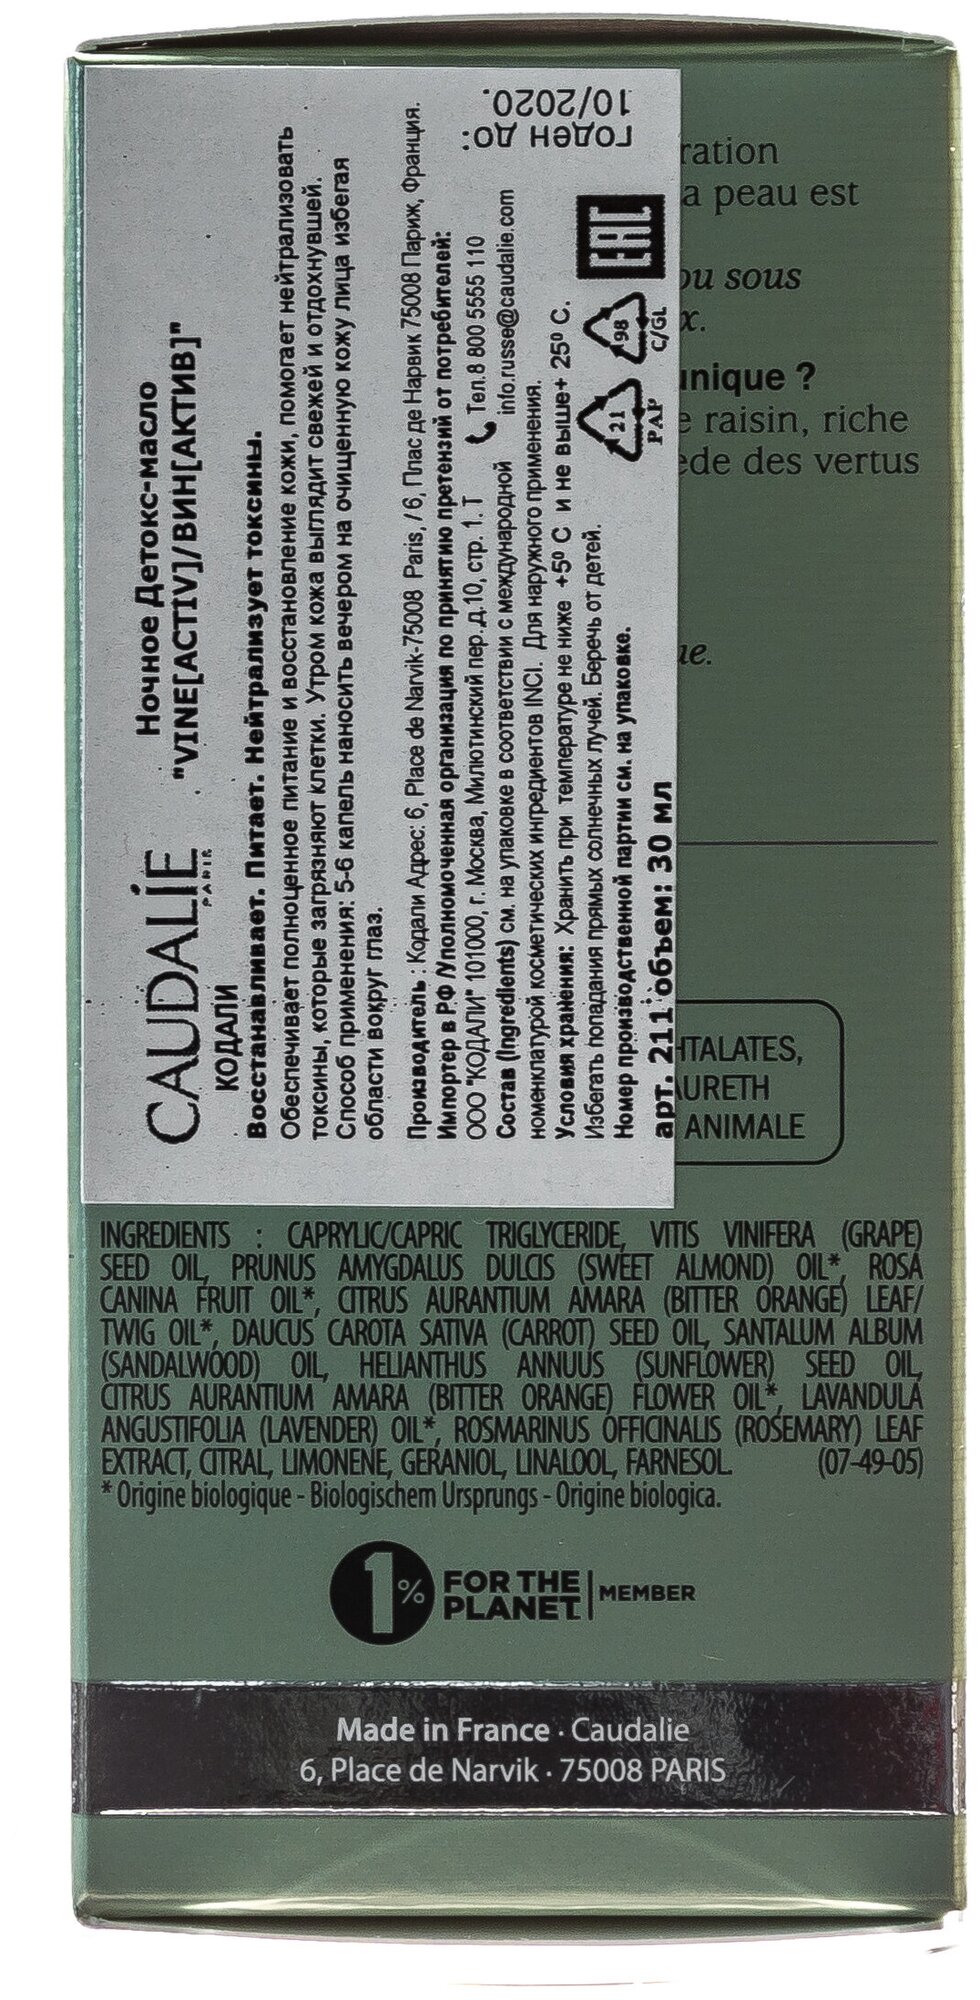 CAUDALÍE
PARIS
КОДАЛИ
Ночное Детокс-масло
"VINE[ACTIV]/ВИН[АКТИВ]"
Восстанавливает. Питает. Нейтрализует токсины.
Обеспечивает полноценное питание и восстановление кожи, помогает нейтрализовать
токсины, которые загрязняют клетки. Утром кожа выглядит свежей и отдохнувшей.
Способ применения: 5-6 капель наносить вечером на очищенную кожу лица избегая
области вокруг глаз.
Производитель : Кодали Адрес: 6, Place de Narvik-75008 Paris, / 6, Плас де Нарвик 75008 Париж, Франция.
Импортер в РФ /Уполномоченная организация по принятию претензий от потребителей:
ООО "КОДАЛИ" 101000, г. Москва, Милютинский пер. д.10, стр. 1. Т Тел.8 800 5555 110
Состав (Ingredients) см. на упаковке в соответствии с международной info.russe@caudalie.com
номенклатурой косметических ингредиентов INCI. Для наружного применения.
Условия хранения: Хранить при температуре не ниже +5⁰ С и не выше+ 25⁰ С.
Избегать попадания прямых солнечных лучей. Беречь от детей.
Номер производственной партии см. на упаковке.
арт. 211 объем: 30 мл
21
PAP
98
C/GL
EAC
годен до:
10/2020.
ration
a peau est
ou sous
x.
unique ?
e raisin, riche
ède des vertus
ue.
HTALATES,
AURETH
ANIMALE
INGREDIENTS : CAPRYLIC/CAPRIC TRIGLYCERIDE, VITIS VINIFERA (GRAPE)
SEED OIL, PRUNUS AMYGDALUS DULCIS (SWEET ALMOND) OIL*, ROSA
CANINA FRUIT OIL*, CITRUS AURANTIUM AMARA (BITTER ORANGE) LEAF/
TWIG OIL*, DAUCUS CAROTA SATIVA (CARROT) SEED OIL, SANTALUM ALBUM
(SANDALWOOD) OIL, HELIANTHUS ANNUUS (SUNFLOWER) SEED OIL,
CITRUS AURANTIUM AMARA (BITTER ORANGE) FLOWER OIL*, LAVANDULA
ANGUSTIFOLIA (LAVENDER) OIL*, ROSMARINUS OFFICINALIS (ROSEMARY) LEAF
EXTRACT, CITRAL, LIMONENE, GERANIOL, LINALOOL, FARNESOL. (07-49-05)
* Origine biologique - Biologischem Ursprungs - Origine biologica.
1%
FOR THE
PLANET
MEMBER
Made in France · Caudalie
6, Place de Narvik · 75008 PARIS